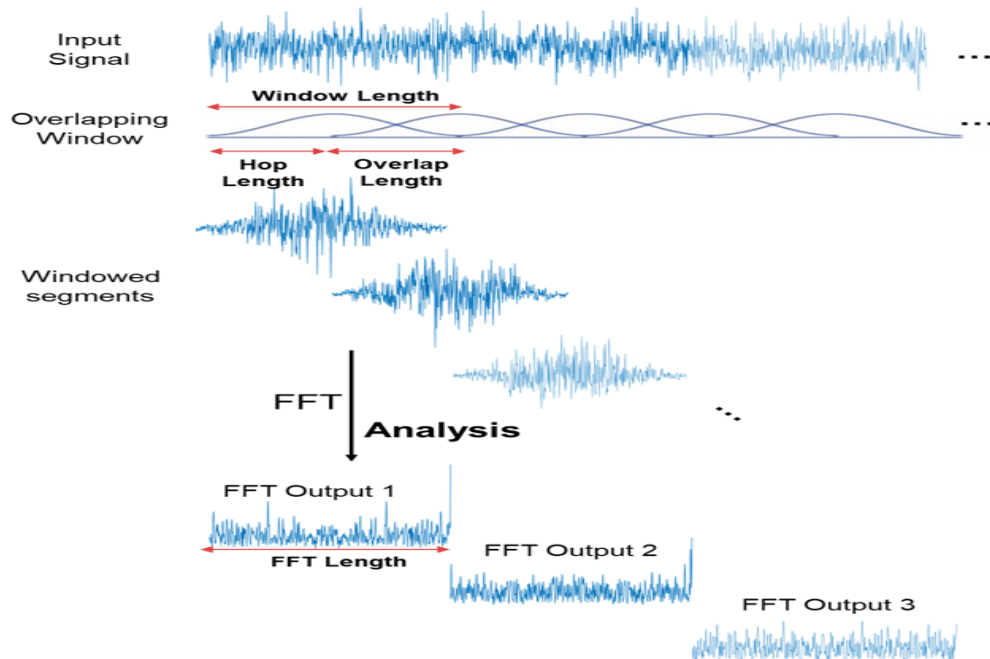 Input
Signal
...
Window Length
Overlapping
Window
...
Hop
Length
Overlap
Length
Windowed
segments
FFT
Analysis
...
FFT Output 1
FFT Length
FFT Output 2
FFT Output 3